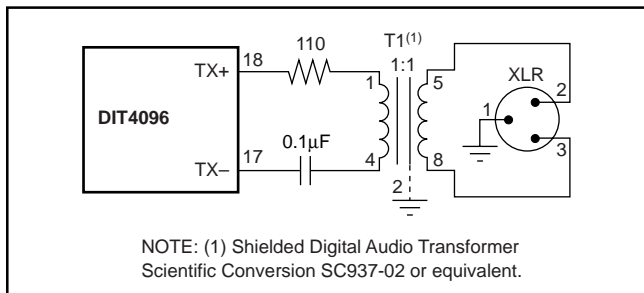 110
T1(1)
1:1
TX+
18
1
5
XLR
2
DIT4096
1
0.1µF
3
TX–
17
4
8
2
NOTE: (1) Shielded Digital Audio Transformer
Scientific Conversion SC937-02 or equivalent.